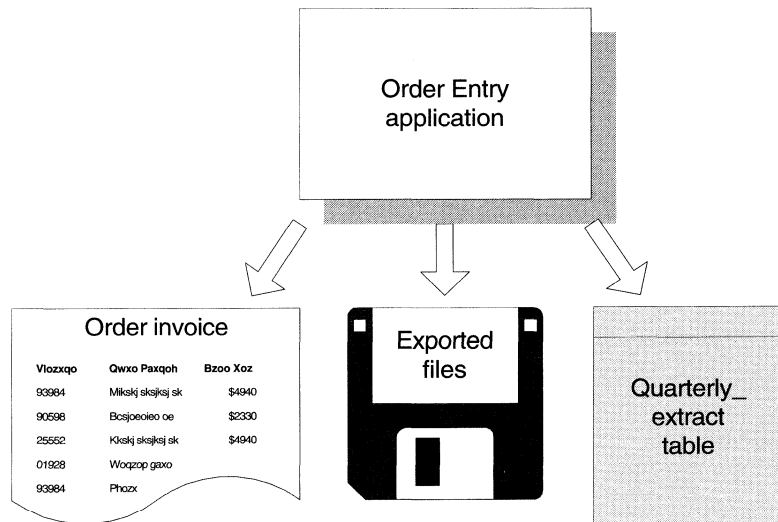 Order Entry
application
Order invoice
Vlozxqo Qwxo Paxqoh Bzoo Xoz
93984 Mikskj sksjksj sk $4940
90598 Bcsjoeoieo oe $2330
25552 Kkskj sksjksj sk $4940
01928 Woqzop gaxo
93984 Phozx
Exported
files
Quarterly_
extract
table